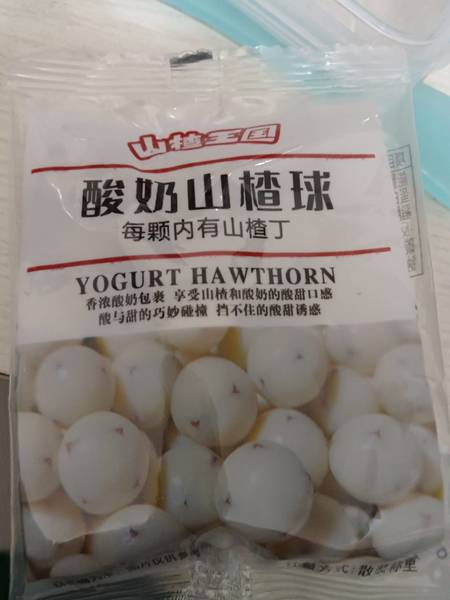 山楂王国
酸奶山楂球
每颗内有山楂丁
YOGURT HAWTHORN
香浓酸奶包裹 享受山楂和酸奶的酸甜口感
酸与甜的巧妙碰撞 挡不住的酸甜诱惑